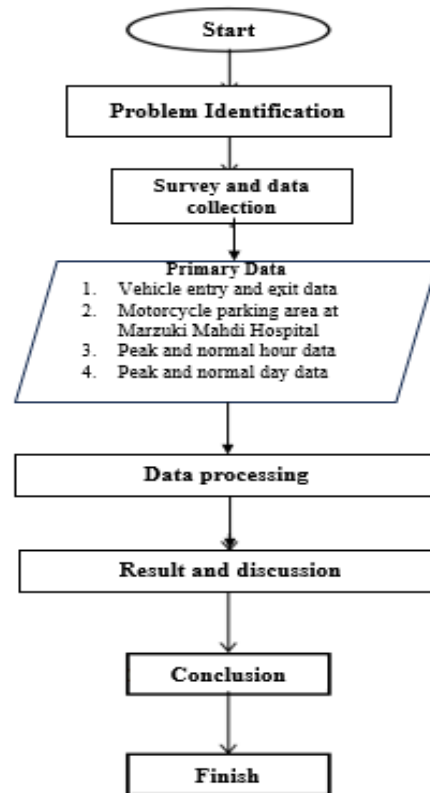 Start
Problem Identification
Survey and data
collection
Primary Data
1. Vehicle entry and exit data
2. Motorcycle parking area at
Marzuki Mahdi Hospital
3. Peak and normal hour data
4. Peak and normal day data
Data processing
Result and discussion
Conclusion
Finish